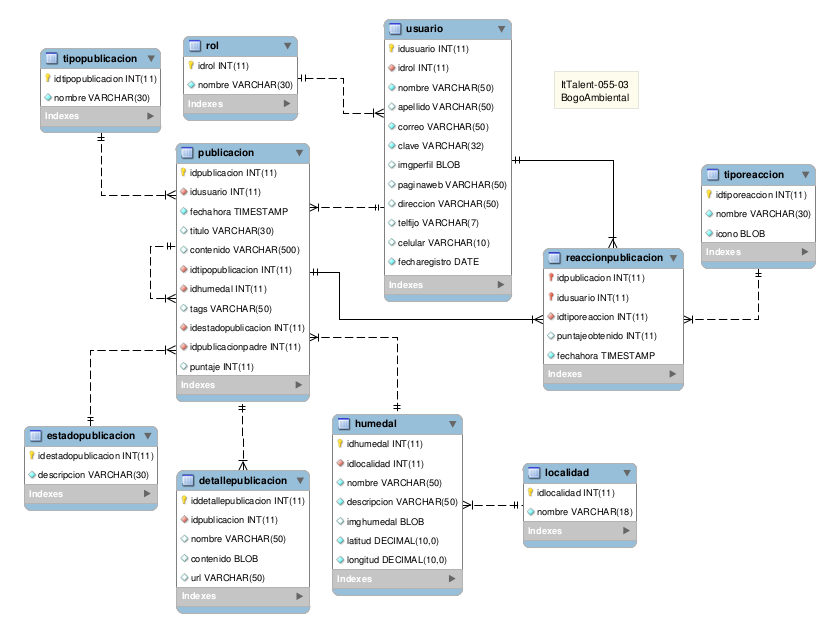 tipopublicacion
idtipopublicacion INT(11)
nombre VARCHAR(30)
Indexes
rol
idrol INT(11)
nombre VARCHAR(30)
Indexes
usuario
idusuario INT(11)
idrol INT(11)
nombre VARCHAR(50)
apellido VARCHAR(50)
correo VARCHAR(50)
clave VARCHAR(32)
imgperfil BLOB
paginaweb VARCHAR(50)
direccion VARCHAR(50)
telfijo VARCHAR(7)
celular VARCHAR(10)
fecharegistro DATE
Indexes
ItTalent-055-03
BogoAmbiental
publicacion
idpublicacion INT(11)
idusuario INT(11)
fechahora TIMESTAMP
titulo VARCHAR(30)
contenido VARCHAR(500)
idtipopublicacion INT(11)
idhumedal INT(11)
tags VARCHAR(50)
idestadopublicacion INT(11)
idpublicacionpadre INT(11)
puntaje INT(11)
Indexes
tiporeaccion
idtiporeaccion INT(11)
nombre VARCHAR(30)
icono BLOB
Indexes
reaccionpublicacion
idpublicacion INT(11)
idusuario INT(11)
idtiporeaccion INT(11)
puntajeobtenido INT(11)
fechahora TIMESTAMP
Indexes
estadopublicacion
idestadopublicacion INT(11)
descripcion VARCHAR(30)
Indexes
detallepublicacion
iddetallepublicacion INT(11)
idpublicacion INT(11)
nombre VARCHAR(50)
contenido BLOB
url VARCHAR(50)
Indexes
humedal
idhumedal INT(11)
idlocalidad INT(11)
nombre VARCHAR(50)
descripcion VARCHAR(50)
imghumedal BLOB
latitud DECIMAL(10,0)
longitud DECIMAL(10,0)
Indexes
localidad
idlocalidad INT(11)
nombre VARCHAR(18)
Indexes